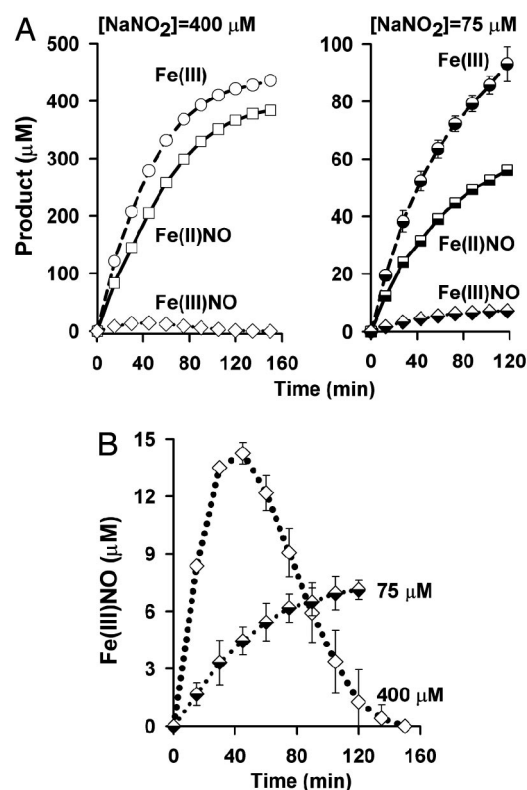 A
[NaNO2]=400 μM
[NaNO2]=75 μM
500
400
300
200
100
0
Product (μM)
Fe(III)
Fe(II)NO
Fe(III)NO
0 40 80 120 160
100
80
60
40
20
0
Fe(III)
Fe(II)NO
Fe(III)NO
0 40 80 120
Time (min)
Time (min)
B
15
12
9
6
3
0
Fe(III)NO (μM)
75 μM
400 μM
0 40 80 120 160
Time (min)